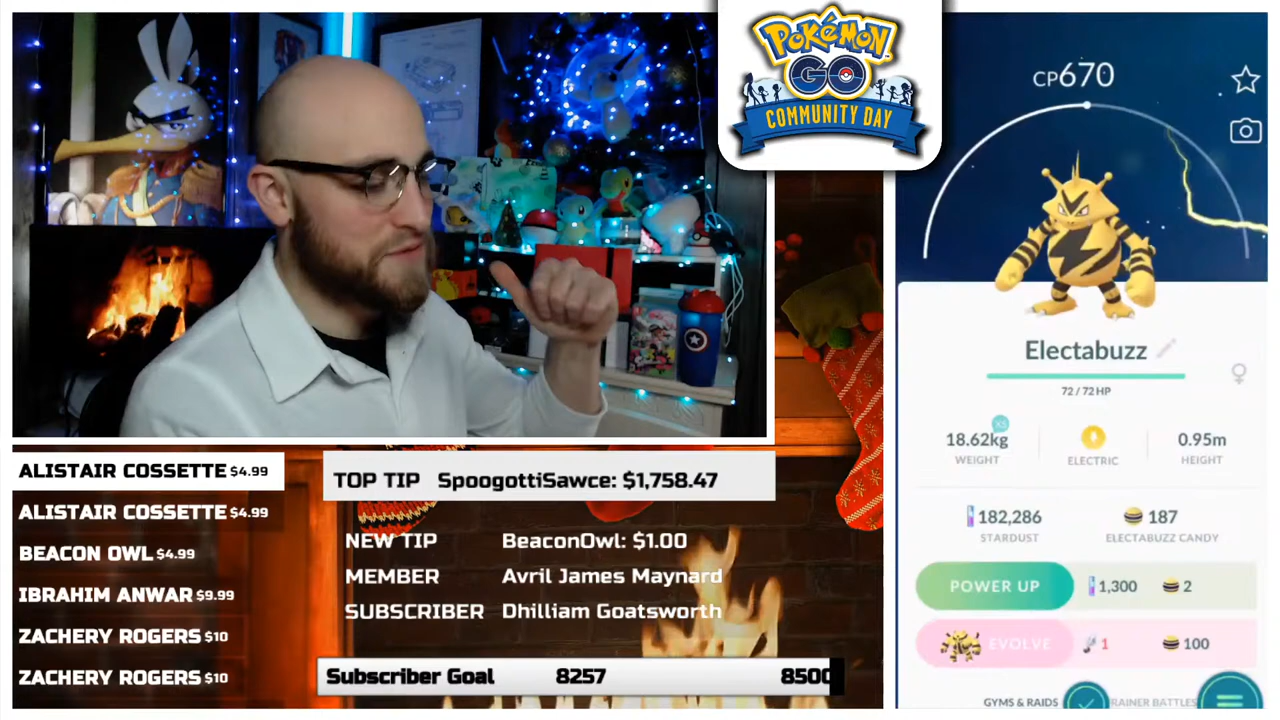 POKÉMON
GO
COMMUNITY DAY
CP670
Electabuzz
72 / 72 HP
XS
18.62kg
WEIGHT
ELECTRIC
0.95m
HEIGHT
182,286
STARDUST
187
ELECTABUZZ CANDY
POWER UP 1,300 2
EVOLVE 1 100
GYMS & RAIDS
RAINER BATTLES
ALISTAIR COSSETTE $4.99
ALISTAIR COSSETTE $4.99
BEACON OWL $4.99
IBRAHIM ANWAR $9.99
ZACHERY ROGERS $10
ZACHERY ROGERS $10
TOP TIP SpoogottiSawce: $1,758.47
NEW TIP BeaconOwl: $1.00
MEMBER Avril James Maynard
SUBSCRIBER Dhilliam Goatsworth
Subscriber Goal 8257 8500